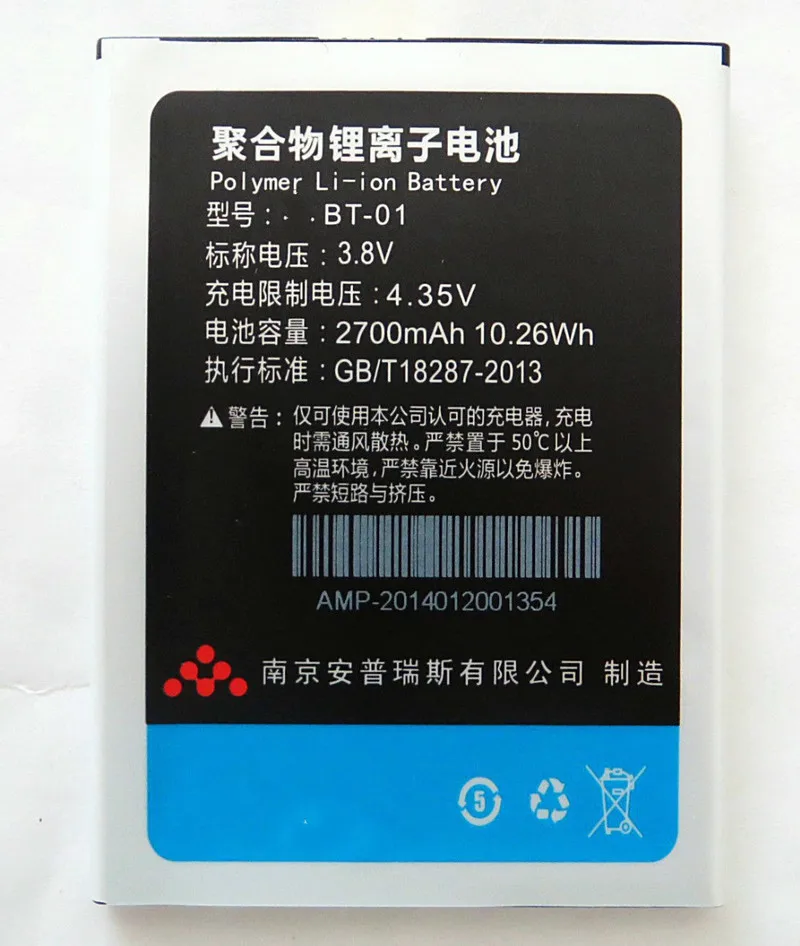 聚合物锂离子电池
Polymer Li-ion Battery
型号: . . BT-01
标称电压: 3.8V
充电限制电压: 4.35V
电池容量: 2700mAh 10.26Wh
执行标准: GB/T18287-2013
警告: 仅可使用本公司认可的充电器, 充电
时需通风散热。严禁置于 50℃ 以上
高温环境, 严禁靠近火源以免爆炸。
严禁短路与挤压。
AMP-2014012001354
南京安普瑞斯有限公司 制造
5